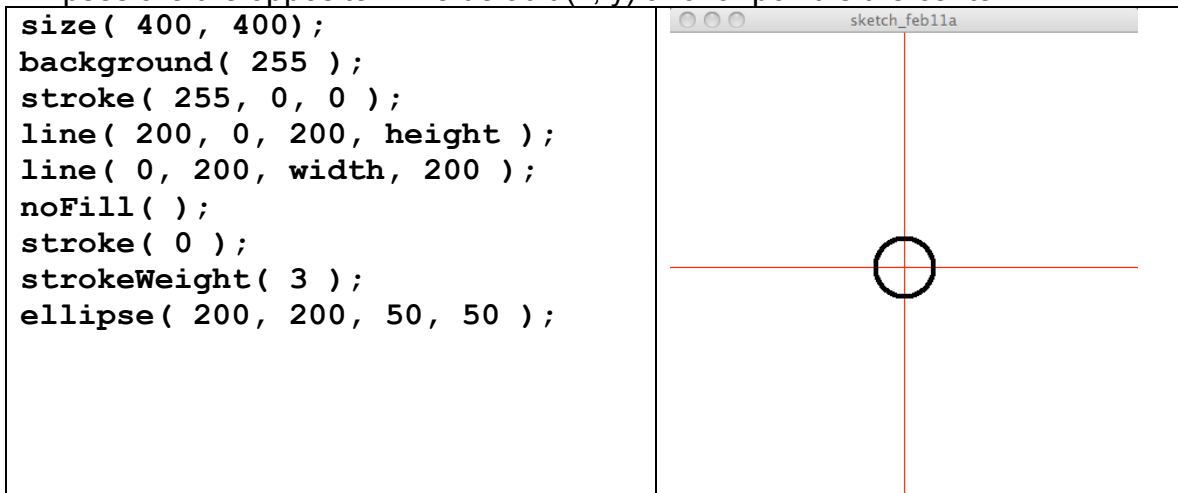 size( 400, 400);
background( 255 );
stroke( 255, 0, 0 );
line( 200, 0, 200, height );
line( 0, 200, width, 200 );
noFill( );
stroke( 0 );
strokeWeight( 3 );
ellipse( 200, 200, 50, 50 );
sketch_feb11a